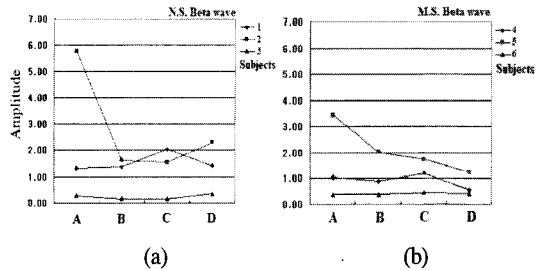 N.S. Beta wave
7.00
6.00
5.00
4.00
3.00
2.00
1.00
0.00
Amplitude
A B C D
1
2
3
Subjects
(a)
M.S. Beta wave
7.00
6.00
5.00
4.00
3.00
2.00
1.00
0.00
A B C D
4
5
6
Subjects
(b)